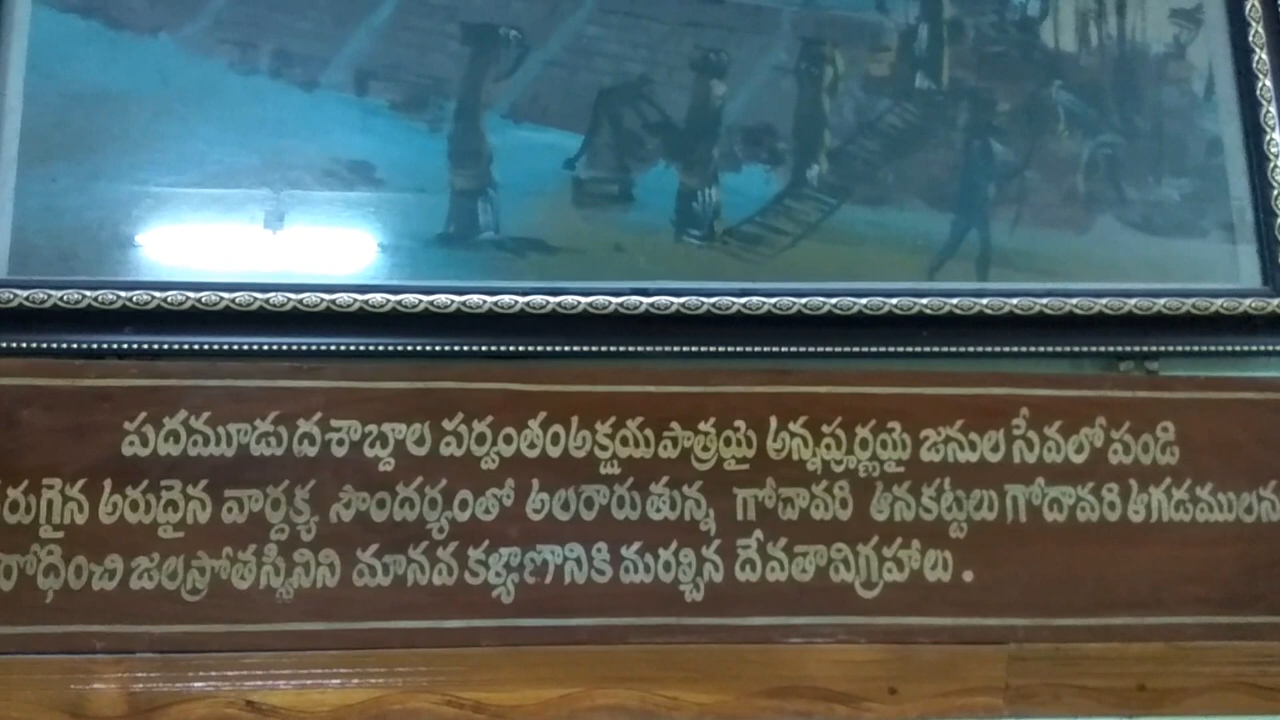 పదమూడు దశాబ్దాల పర్వంతం అక్షయ పాత్రయై అన్నపూర్ణయై జనుల సేవలో పండి
రుగైన అరుదైన వార్ధక్య సౌందర్యంతో అలరారుతున్న గోదావరి ఆనకట్టలు గోదావరి ఆగడములన
రోధించి జలస్రోతస్స్వినిని మానవ కళ్యాణానికి మరల్చిన దేవతావిగ్రహాలు .